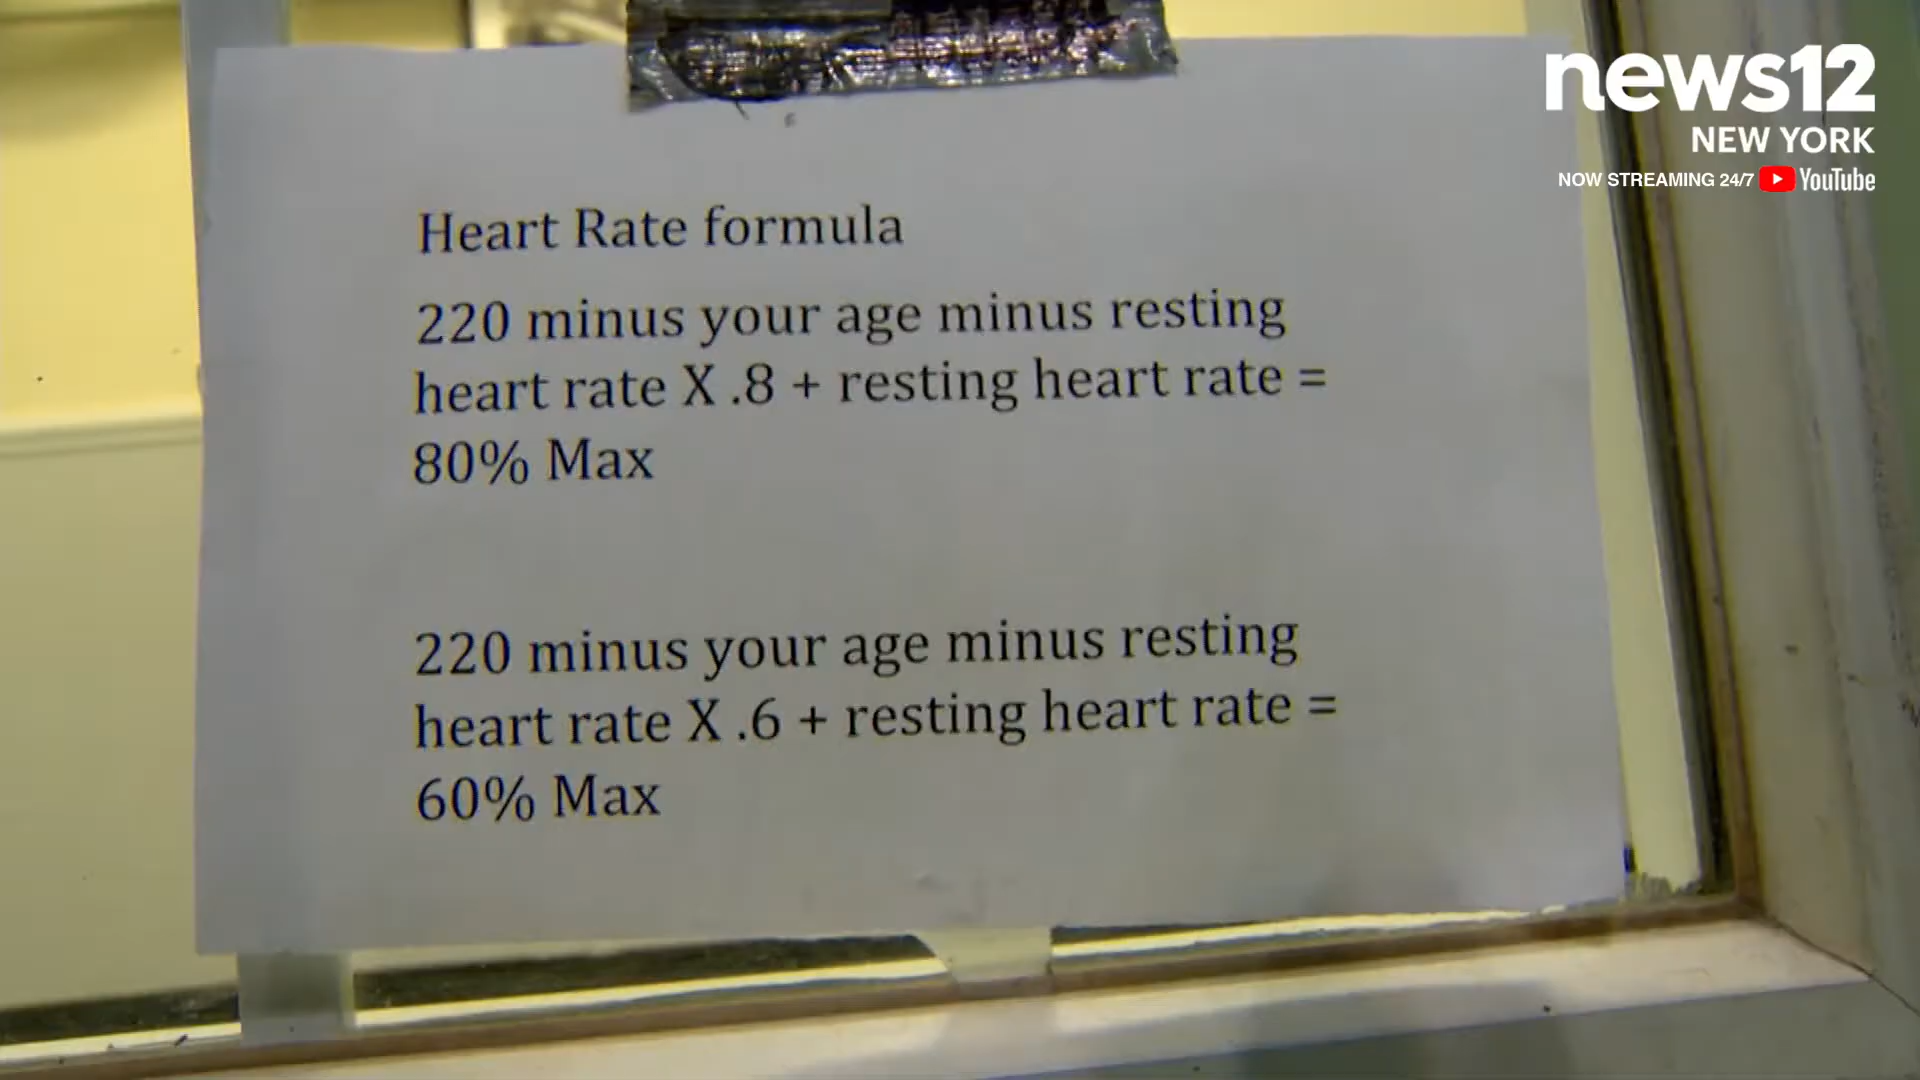 news12
NEW YORK
NOW STREAMING 24/7 YouTube
Heart Rate formula
220 minus your age minus resting
heart rate X .8 + resting heart rate =
80% Max
220 minus your age minus resting
heart rate X .6 + resting heart rate =
60% Max